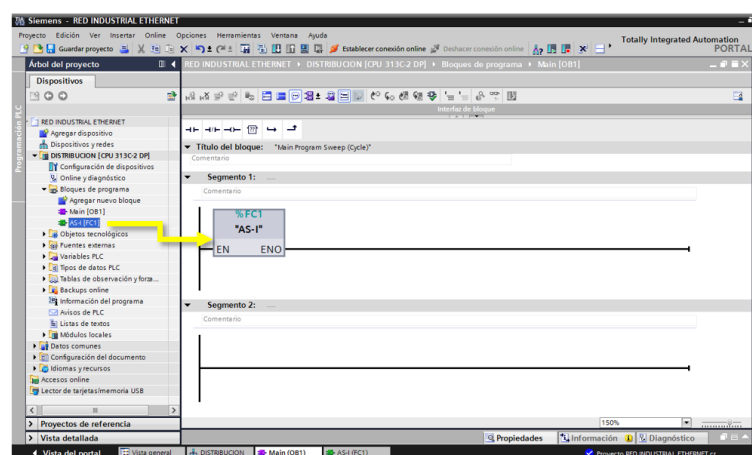 Siemens - RED INDUSTRIAL ETHERNET
Proyecto Edición Ver Insertar Online Opciones Herramientas Ventana Ayuda
Guardar proyecto Establecer conexión online Deshacer conexión online
Totally Integrated Automation
PORTAL
Árbol del proyecto
RED INDUSTRIAL ETHERNET DISTRIBUCION [CPU 313C-2 DP] Bloques de programa Main [OB1]
Dispositivos
Programación PLC
Interfaz de bloque
RED INDUSTRIAL ETHERNET
Agregar dispositivo
Dispositivos y redes
DISTRIBUCION [CPU 313C-2 DP]
Configuración de dispositivos
Online y diagnóstico
Bloques de programa
Agregar nuevo bloque
Main [OB1]
AS-I [FC1]
Objetos tecnológicos
Fuentes externas
Variables PLC
Tipos de datos PLC
Tablas de observación y forza...
Backups online
Información del programa
Avisos de PLC
Listas de textos
Módulos locales
Datos comunes
Configuración del documento
Idiomas y recursos
Accesos online
Lector de tarjetas/memoria USB
Título del bloque: "Main Program Sweep (Cycle)"
Comentario
Segmento 1: .....
Comentario
%FC1
"AS-I"
EN ENO
Segmento 2: .....
Comentario
150%
Proyectos de referencia
Vista detallada
Propiedades Información Diagnóstico
Vista del portal Vista general DISTRIBUCION Main (OB1) AS-I (FC1)